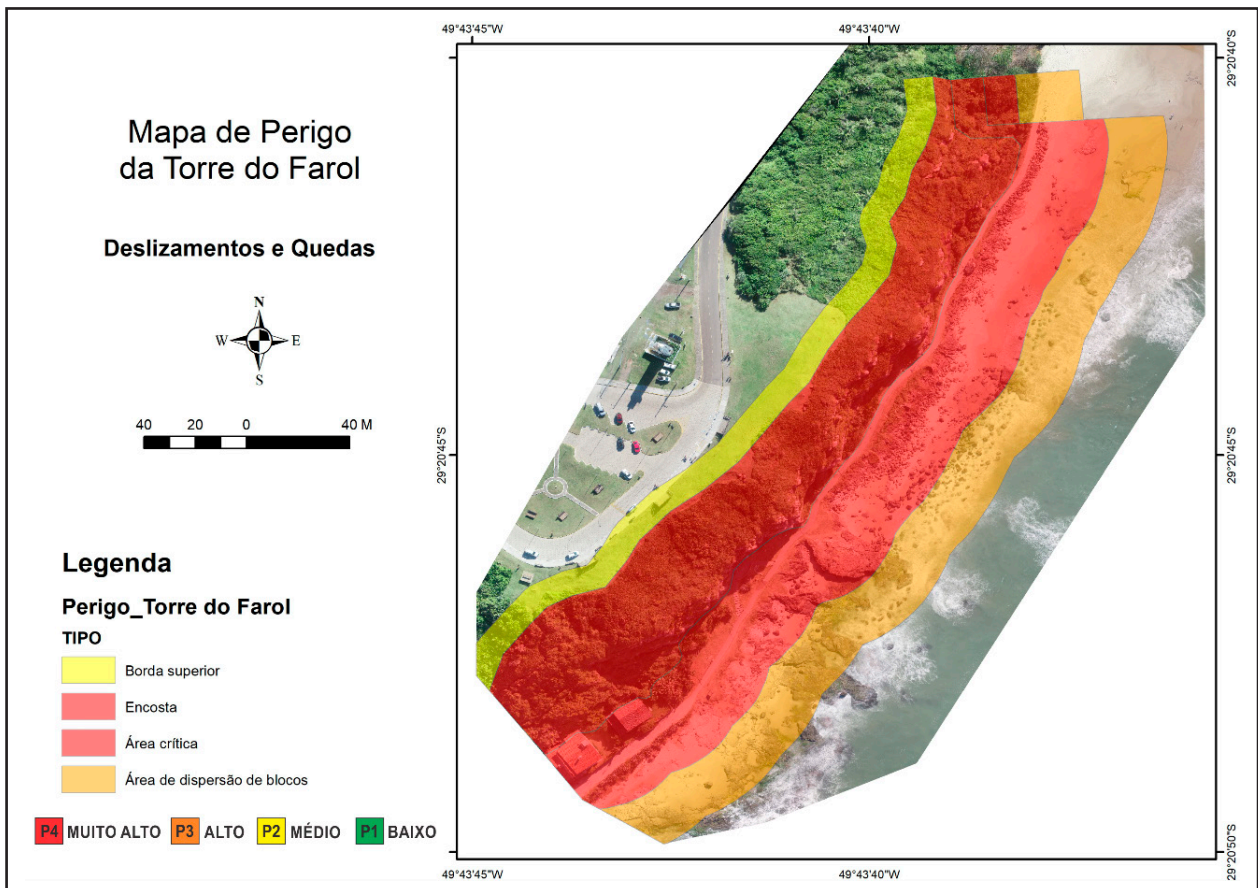 Mapa de Perigo
da Torre do Farol
Deslizamentos e Quedas
N
W E
S
40 20 0 40 M
Legenda
Perigo_Torre do Farol
TIPO
Borda superior
Encosta
Área crítica
Área de dispersão de blocos
P4 MUITO ALTO P3 ALTO P2 MÉDIO P1 BAIXO
49°43'45"W 49°43'40"W
29°20'40"S
29°20'45"S 29°20'45"S
29°20'50"S
49°43'45"W 49°43'40"W